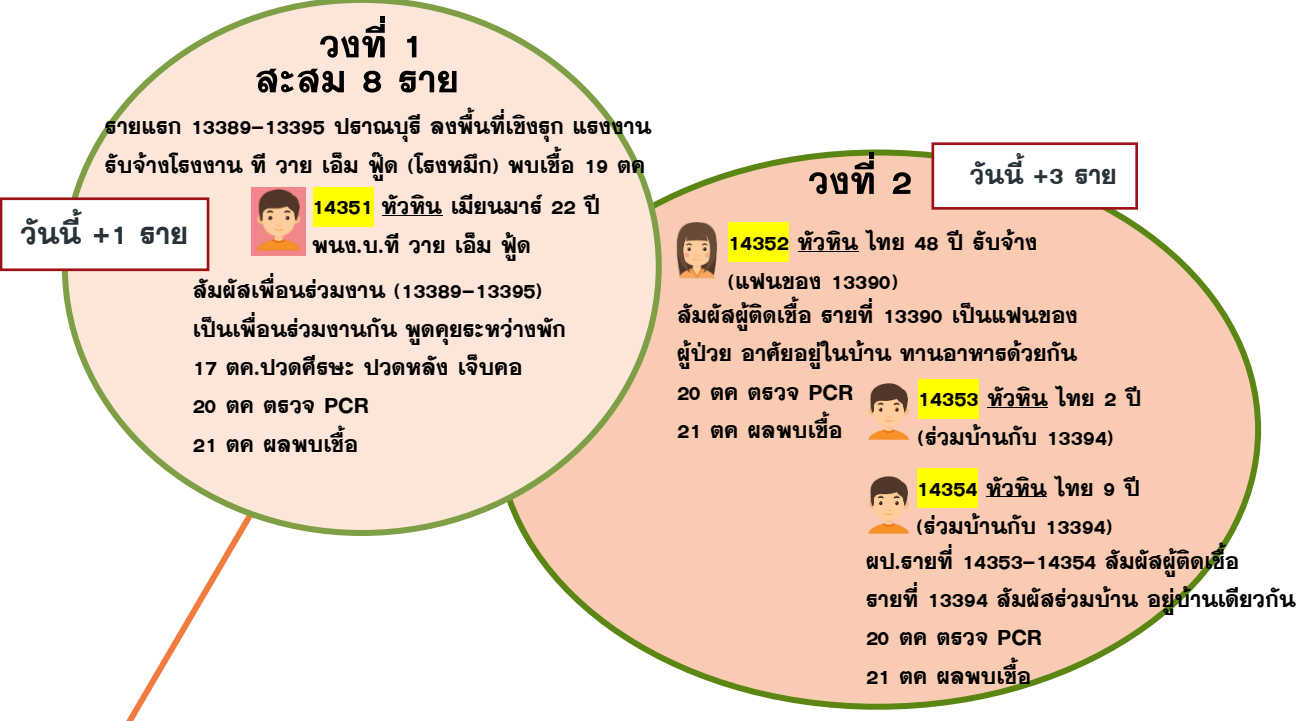 วงที่ 1
สะสม 8 ราย
รายแรก 13389–13395 ปราณบุรี ลงพื้นที่เชิงรุก แรงงาน
รับจ้างโรงงาน ที วาย เอ็ม ฟู๊ด (โรงหมึก) พบเชื้อ 19 ตค
วันนี้ +1 ราย
14351 หัวหิน เมียนมาร์ 22 ปี
พนง.บ.ที วาย เอ็ม ฟู้ด
สัมผัสเพื่อนร่วมงาน (13389–13395)
เป็นเพื่อนร่วมงานกัน พูดคุยระหว่างพัก
17 ตค.ปวดศีรษะ ปวดหลัง เจ็บคอ
20 ตค ตรวจ PCR
21 ตค ผลพบเชื้อ
วงที่ 2
วันนี้ +3 ราย
14352 หัวหิน ไทย 48 ปี รับจ้าง
(แฟนของ 13390)
สัมผัสผู้ติดเชื้อ รายที่ 13390 เป็นแฟนของ
ผู้ป่วย อาศัยอยู่ในบ้าน ทานอาหารด้วยกัน
20 ตค ตรวจ PCR
21 ตค ผลพบเชื้อ
14353 หัวหิน ไทย 2 ปี
(ร่วมบ้านกับ 13394)
14354 หัวหิน ไทย 9 ปี
(ร่วมบ้านกับ 13394)
ผป.รายที่ 14353–14354 สัมผัสผู้ติดเชื้อ
รายที่ 13394 สัมผัสร่วมบ้าน อยู่บ้านเดียวกัน
20 ตค ตรวจ PCR
21 ตค ผลพบเชื้อ